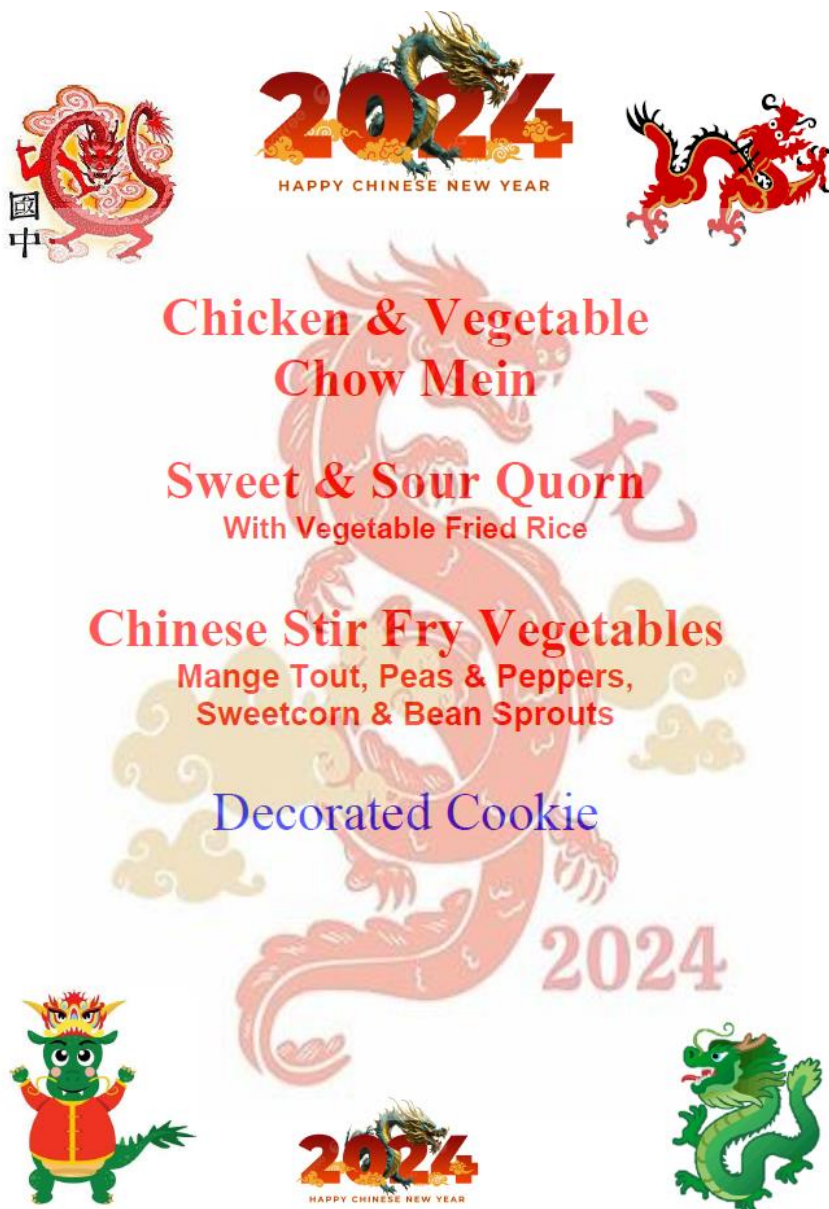 2024
HAPPY CHINESE NEW YEAR
國
中
Chicken & Vegetable
Chow Mein
龙
Sweet & Sour Quorn
With Vegetable Fried Rice
Chinese Stir Fry Vegetables
Mange Tout, Peas & Peppers,
Sweetcorn & Bean Sprouts
Decorated Cookie
2024
2024
HAPPY CHINESE NEW YEAR